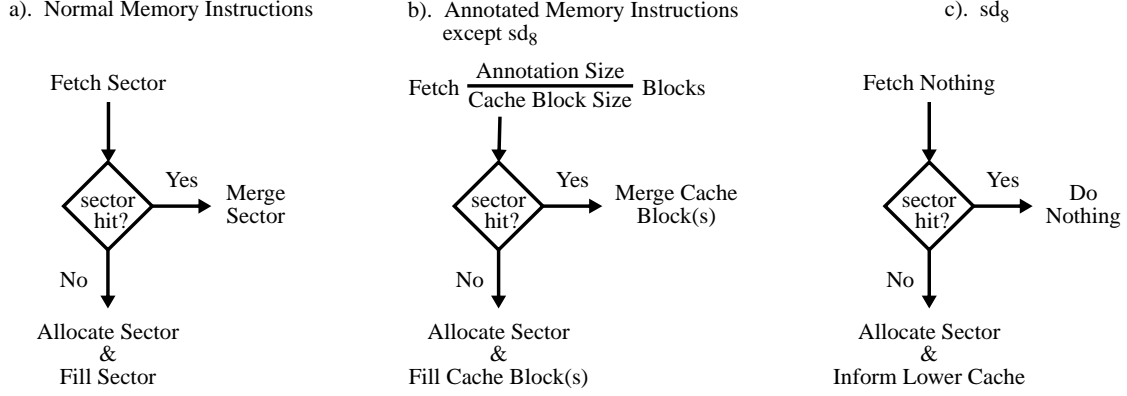 a). Normal Memory Instructions
Fetch Sector
sector
hit?
Yes
Merge
Sector
No
Allocate Sector
&
Fill Sector
b). Annotated Memory Instructions
except sd8
Fetch Annotation Size Blocks
Cache Block Size
sector
hit?
Yes
Merge Cache
Block(s)
No
Allocate Sector
&
Fill Cache Block(s)
c). sd8
Fetch Nothing
sector
hit?
Yes
Do
Nothing
No
Allocate Sector
&
Inform Lower Cache